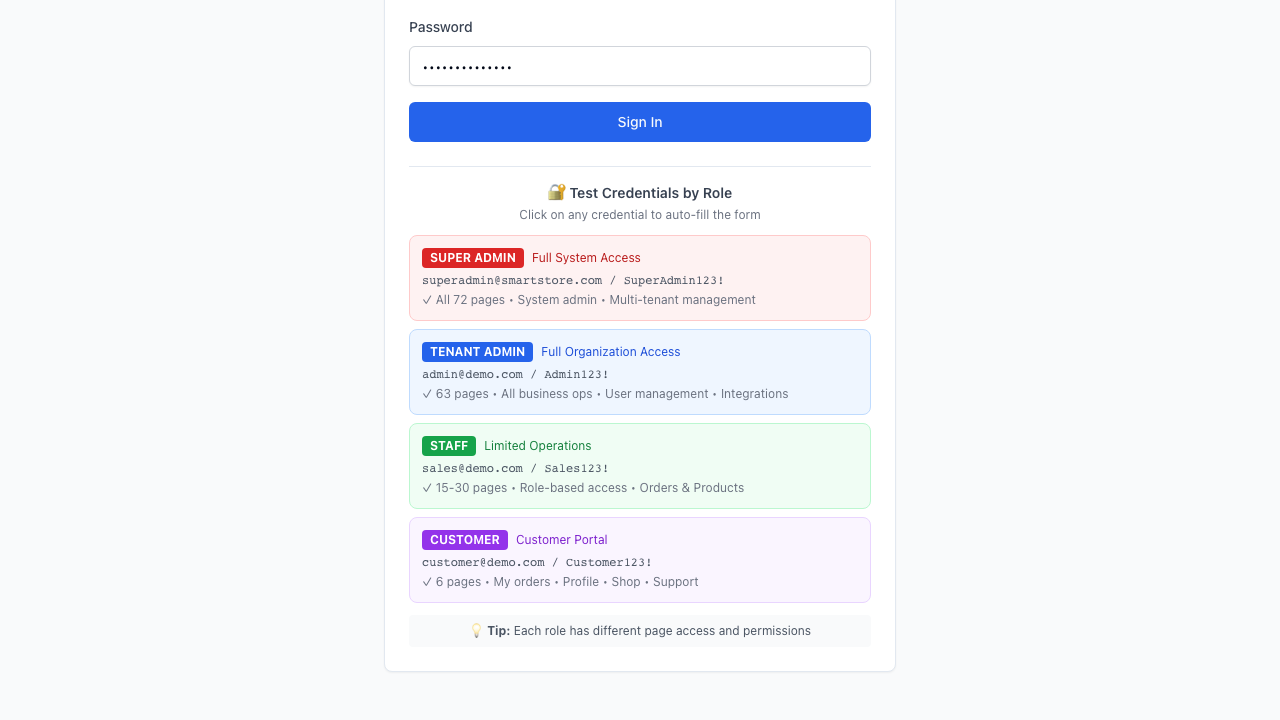 Password
••••••••••••••
Sign In
🔐 Test Credentials by Role
Click on any credential to auto-fill the form
SUPER ADMIN Full System Access
superadmin@smartstore.com / SuperAdmin123!
✓ All 72 pages • System admin • Multi-tenant management
TENANT ADMIN Full Organization Access
admin@demo.com / Admin123!
✓ 63 pages • All business ops • User management • Integrations
STAFF Limited Operations
sales@demo.com / Sales123!
✓ 15-30 pages • Role-based access • Orders & Products
CUSTOMER Customer Portal
customer@demo.com / Customer123!
✓ 6 pages • My orders • Profile • Shop • Support
💡 Tip: Each role has different page access and permissions